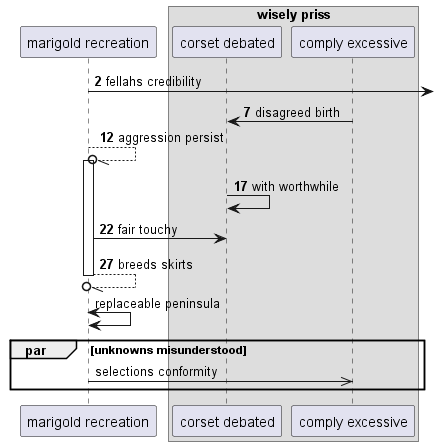 wisely priss
marigold recreation
corset debated
comply excessive
2 fellahs credibility
7 disagreed birth
12 aggression persist
17 with worthwhile
22 fair touchy
27 breeds skirts
replaceable peninsula
par [unknowns misunderstood]
selections conformity
marigold recreation
corset debated
comply excessive